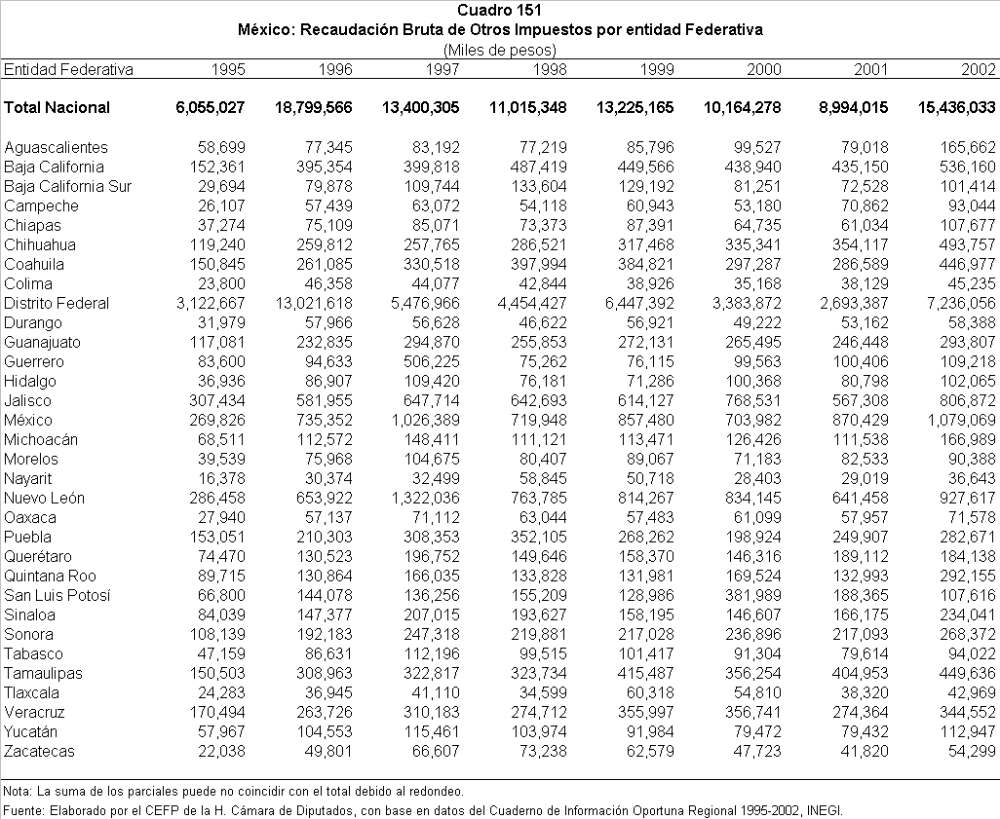 Cuadro 151
México: Recaudación Bruta de Otros Impuestos por entidad Federativa
(Miles de pesos)
Entidad Federativa 1995 1996 1997 1998 1999 2000 2001 2002
Total Nacional 6,055,027 18,799,566 13,400,305 11,015,348 13,225,165 10,164,278 8,994,015 15,436,033
Aguascalientes 58,699 77,345 83,192 77,219 85,796 99,527 79,018 165,662
Baja California 152,361 395,354 399,818 487,419 449,566 438,940 435,150 536,160
Baja California Sur 29,694 79,878 109,744 133,604 129,192 81,251 72,528 101,414
Campeche 26,107 57,439 63,072 54,118 60,943 53,180 70,862 93,044
Chiapas 37,274 75,109 85,071 73,373 87,391 64,735 61,034 107,677
Chihuahua 119,240 259,812 257,765 286,521 317,468 335,341 354,117 493,757
Coahuila 150,845 261,085 330,518 397,994 384,821 297,287 286,589 446,977
Colima 23,800 46,358 44,077 42,844 38,926 35,168 38,129 45,235
Distrito Federal 3,122,667 13,021,618 5,476,966 4,454,427 6,447,392 3,383,872 2,693,387 7,236,056
Durango 31,979 57,966 56,628 46,622 56,921 49,222 53,162 58,388
Guanajuato 117,081 232,835 294,870 255,853 272,131 265,495 246,448 293,807
Guerrero 83,600 94,633 506,225 75,262 76,115 99,563 100,406 109,218
Hidalgo 36,936 86,907 109,420 76,181 71,286 100,368 80,798 102,065
Jalisco 307,434 581,955 647,714 642,693 614,127 768,531 567,308 806,872
México 269,826 735,352 1,026,389 719,948 857,480 703,982 870,429 1,079,069
Michoacán 68,511 112,572 148,411 111,121 113,471 126,426 111,538 166,989
Morelos 39,539 75,968 104,675 80,407 89,067 71,183 82,533 90,388
Nayarit 16,378 30,374 32,499 58,845 50,718 28,403 29,019 36,643
Nuevo León 286,458 653,922 1,322,036 763,785 814,267 834,145 641,458 927,617
Oaxaca 27,940 57,137 71,112 63,044 57,483 61,099 57,957 71,578
Puebla 153,051 210,303 308,353 352,105 268,262 198,924 249,907 282,671
Querétaro 74,470 130,523 196,752 149,646 158,370 146,316 189,112 184,138
Quintana Roo 89,715 130,864 166,035 133,828 131,981 169,524 132,993 292,155
San Luis Potosí 66,800 144,078 136,256 155,209 128,986 381,989 188,365 107,616
Sinaloa 84,039 147,377 207,015 193,627 158,195 146,607 166,175 234,041
Sonora 108,139 192,183 247,318 219,881 217,028 236,896 217,093 268,372
Tabasco 47,159 86,631 112,196 99,515 101,417 91,304 79,614 94,022
Tamaulipas 150,503 308,963 322,817 323,734 415,487 356,254 404,953 449,636
Tlaxcala 24,283 36,945 41,110 34,599 60,318 54,810 38,320 42,969
Veracruz 170,494 263,726 310,183 274,712 355,997 356,741 274,364 344,552
Yucatán 57,967 104,553 115,461 103,974 91,984 79,472 79,432 112,947
Zacatecas 22,038 49,801 66,607 73,238 62,579 47,723 41,820 54,299
Nota: La suma de los parciales puede no coincidir con el total debido al redondeo.
Fuente: Elaborado por el CEFP de la H. Cámara de Diputados, con base en datos del Cuaderno de Información Oportuna Regional 1995-2002, INEGI.